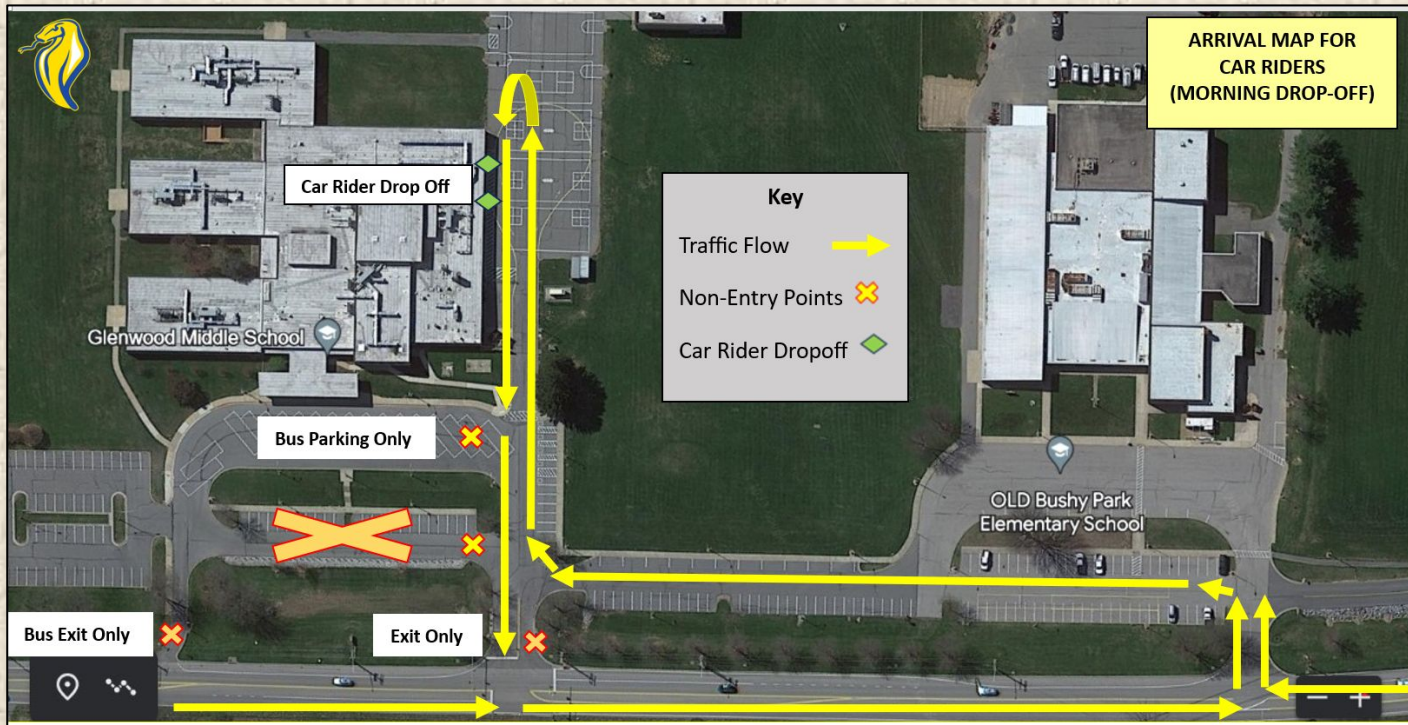 ARRIVAL MAP FOR
CAR RIDERS
(MORNING DROP-OFF)
Car Rider Drop Off
Key
Traffic Flow
Non-Entry Points
Car Rider Dropoff
Glenwood Middle School
Bus Parking Only
OLD Bushy Park
Elementary School
Bus Exit Only
Exit Only